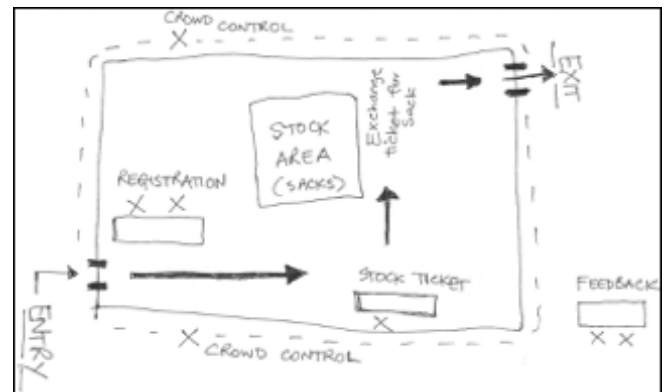 CROWD CONTROL
EXIT
Exchange
ticket for
Sack
STOCK
AREA
(SACKS)
REGISTRATION
STOCK TICKET
FEEDBACK
ENTRY
CROWD CONTROL